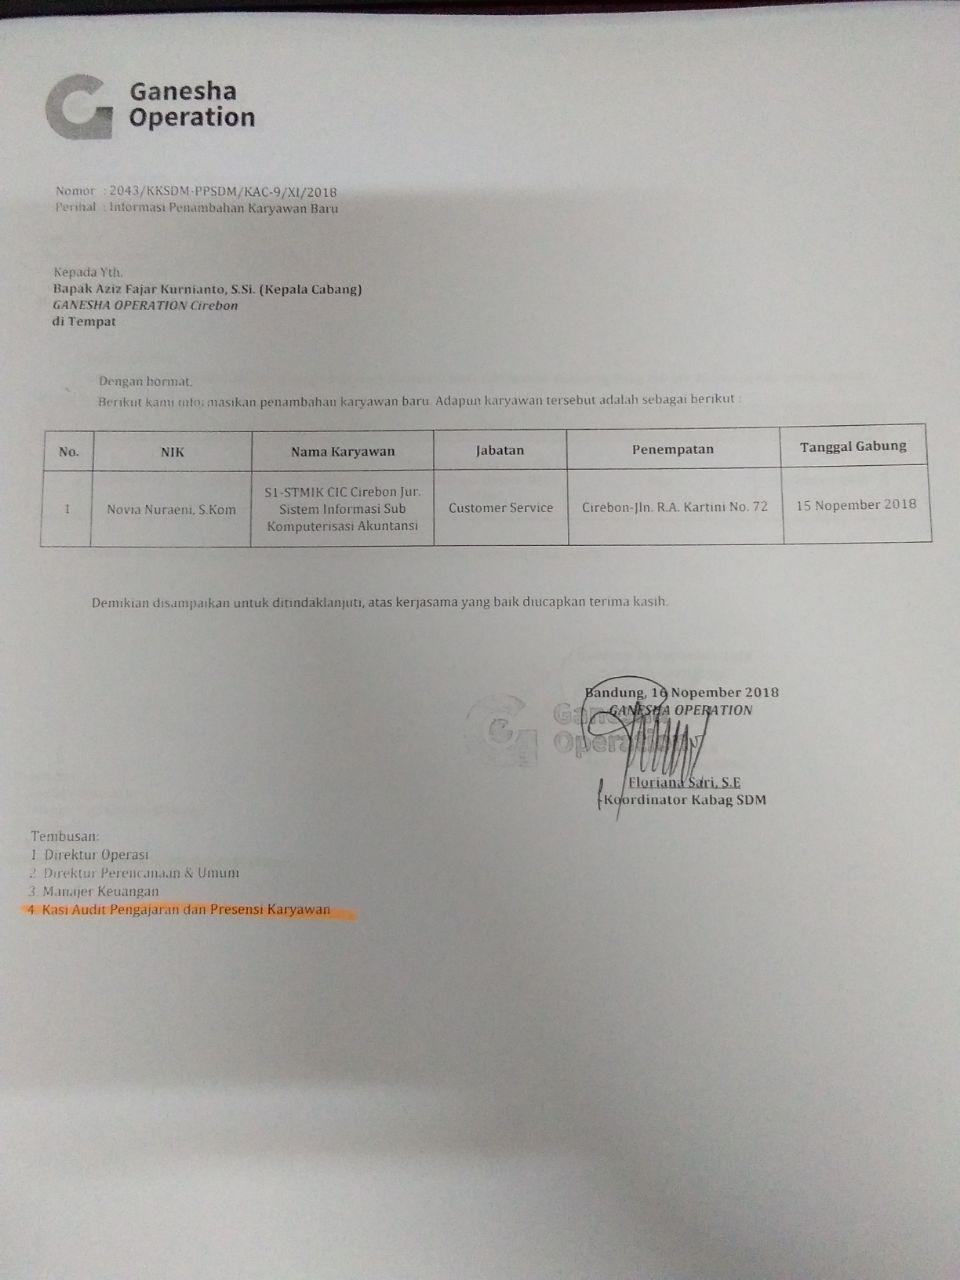 Ganesha
Operation
Nomor : 2043/KKSDM-PPSDM/KAC-9/XI/2018
Perihal : Informasi Penambahan Karyawan Baru
Kepada Yth.
Bapak Aziz Fajar Kurnianto, S.Si. (Kepala Cabang)
GANESHA OPERATION Cirebon
di Tempat
Dengan hormat,
Berikut kami informasikan penambahan karyawan baru. Adapun karyawan tersebut adalah sebagai berikut :
No. NIK Nama Karyawan Jabatan Penempatan Tanggal Gabung
1 Novia Nuraeni, S.Kom S1-STMIK CIC Cirebon Jur. Customer Service Cirebon-Jln. R.A. Kartini No. 72 15 Nopember 2018
Sistem Informasi Sub
Komputerisasi Akuntansi
Demikian disampaikan untuk ditindaklanjuti, atas kerjasama yang baik diucapkan terima kasih.
Bandung, 16 Nopember 2018
GANESHA OPERATION
Ganesha
Operation
Floriana Sari, S.E
Koordinator Kabag SDM
Tembusan:
1. Direktur Operasi
2. Direktur Perencanaan & Umum
3. Manajer Keuangan
4. Kasi Audit Pengajaran dan Presensi Karyawan